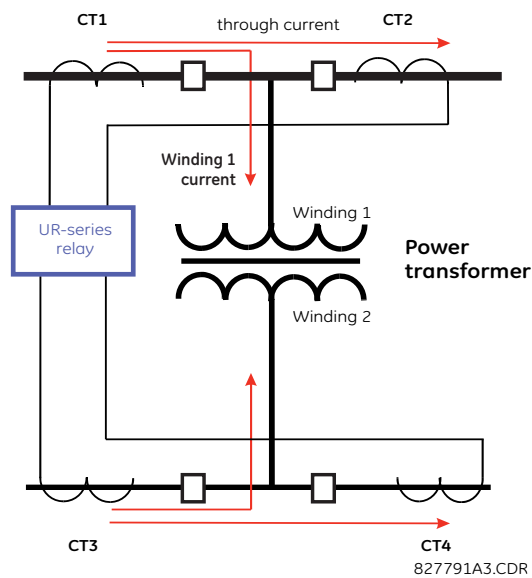 CT1
through current
CT2
Winding 1
current
Winding 1
UR-series
relay
Power
transformer
Winding 2
CT3
CT4
827791A3.CDR